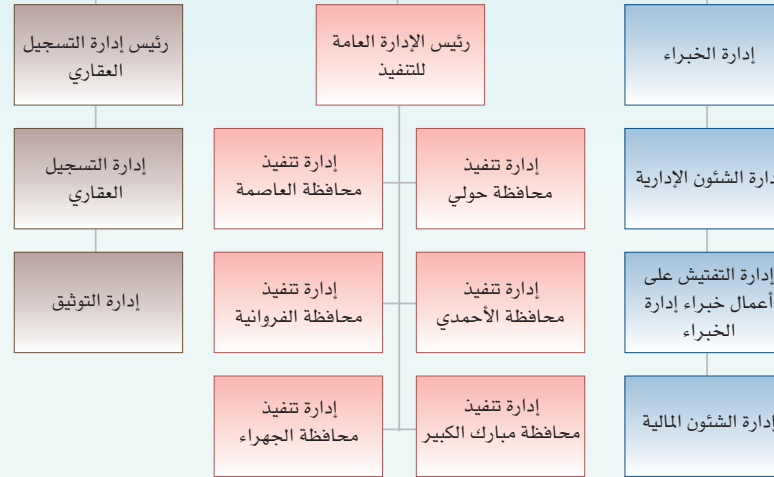 إدارة الخبراء
رئيس الإدارة العامة
للتنفيذ
رئيس إدارة التسجيل
العقاري
الشئون الإدارية
إدارة تنفيذ
محافظة حولي
إدارة تنفيذ
محافظة العاصمة
إدارة التسجيل
العقاري
إدارة التفتيش على
أعمال خبراء إدارة
الخبراء
إدارة تنفيذ
محافظة الأحمدي
إدارة تنفيذ
محافظة الفروانية
إدارة التوثيق
إدارة الشئون المالية
إدارة تنفيذ
محافظة مبارك الكبير
إدارة تنفيذ
محافظة الجهراء